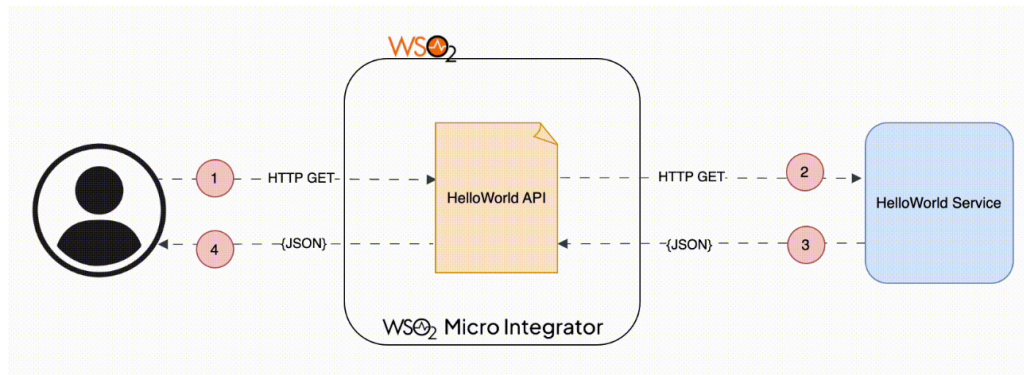 WSO2
1
HTTP GET
HelloWorld API
HTTP GET
2
HelloWorld Service
4
{JSON}
{JSON}
3
WSO2 Micro Integrator